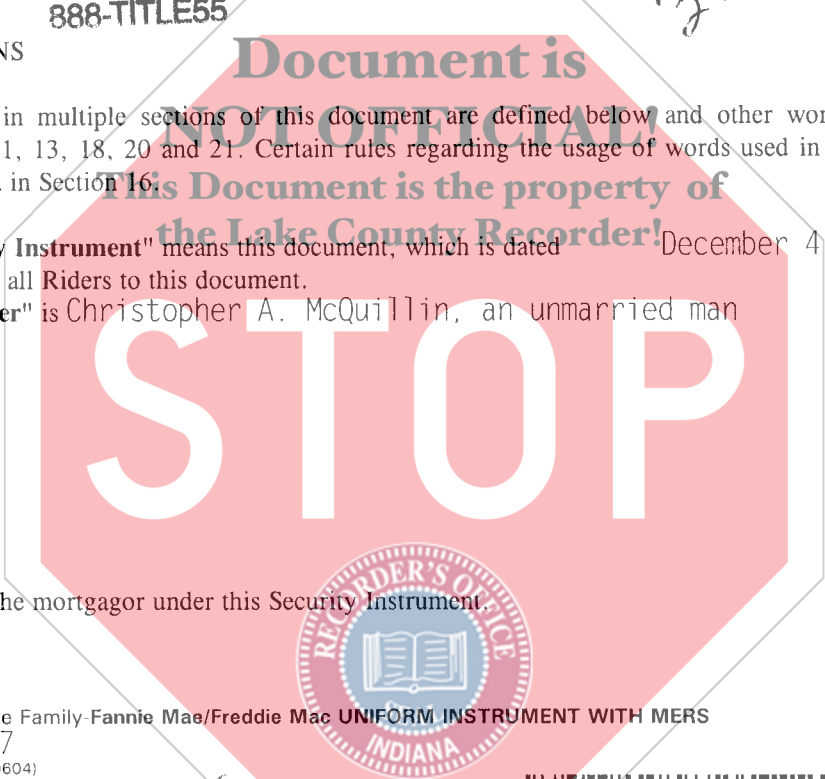 888-TITLE55
NS
Document is
in multiple sections of this document are defined below and other wor
NOT OFFICIAL!
1, 13, 18, 20 and 21. Certain rules regarding the usage of words used in
in Section 16.
This Document is the property of
the Lake County Recorder!
y Instrument" means this document, which is dated December 4
all Riders to this document.
er" is Christopher A. McQuillin, an unmarried man
STOP
he mortgagor under this Security Instrument.
RECORDER'S OFFICE
SEAL
INDIANA
e Family-Fannie Mae/Freddie Mac UNIFORM INSTRUMENT WITH MERS
7
0604)